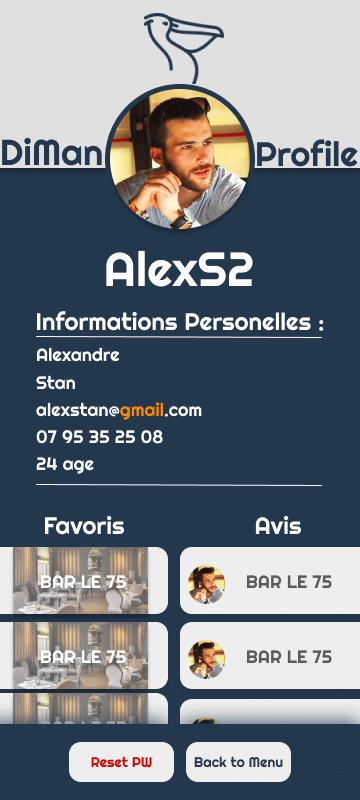 DiMan Profile
AlexS2
Informations Personelles :
Alexandre
Stan
alexstan@gmail.com
07 95 35 25 08
24 age
Favoris Avis
BAR LE 75 BAR LE 75
BAR LE 75 BAR LE 75
Reset PW Back to Menu